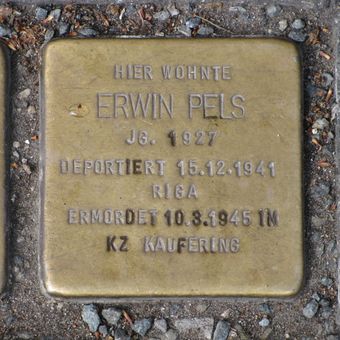 HIER WOHNTE
ERWIN PELS
JG. 1927
DEPORTIERT 15.12.1941
RIGA
ERMORDET 10.3.1945 IN
KZ KAUFERING